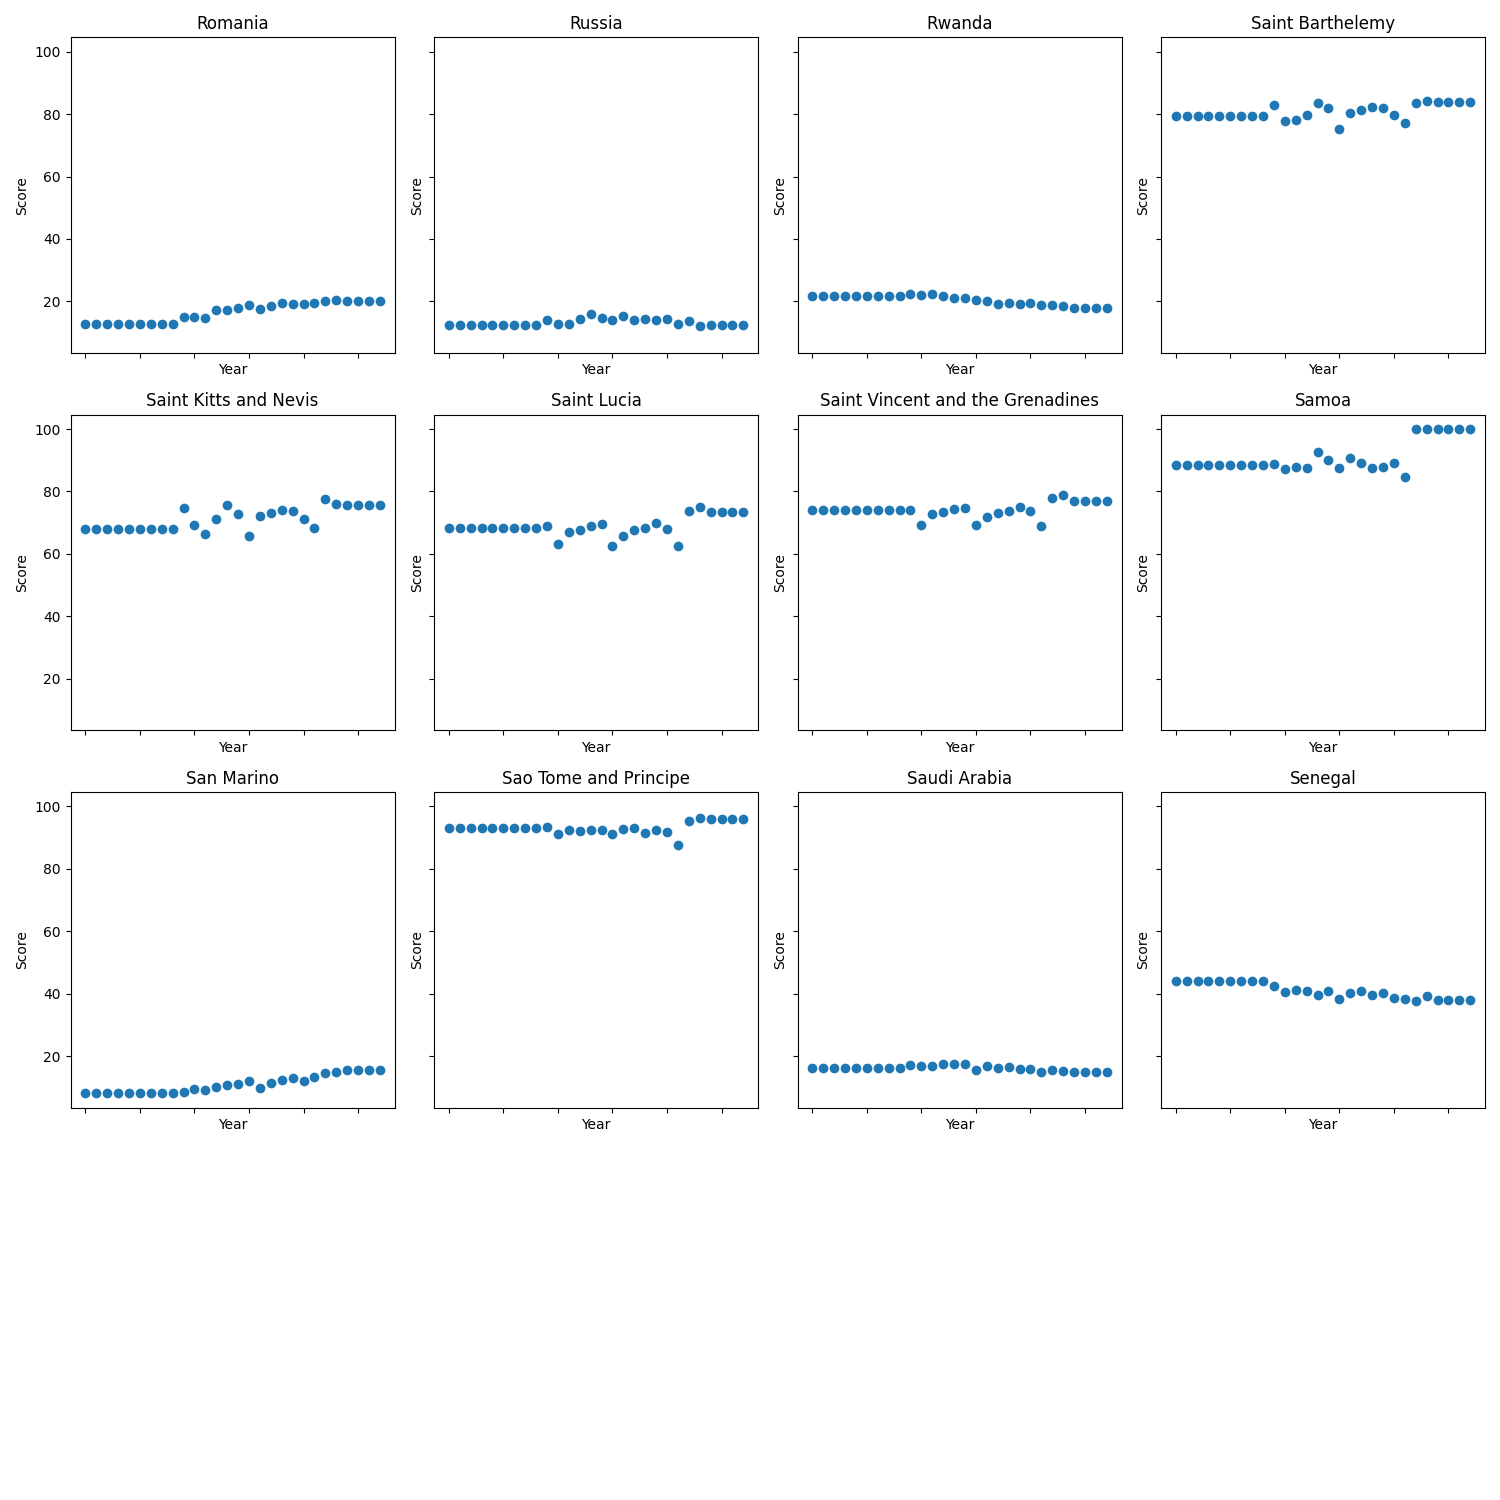 Romania
Russia
Rwanda
Saint Barthelemy
100
80
60
40
20
Score
Score
Score
Score
Year
Year
Year
Year
Saint Kitts and Nevis
Saint Lucia
Saint Vincent and the Grenadines
Samoa
100
80
60
40
20
Score
Score
Score
Score
Year
Year
Year
Year
San Marino
Sao Tome and Principe
Saudi Arabia
Senegal
100
80
60
40
20
Score
Score
Score
Score
Year
Year
Year
Year